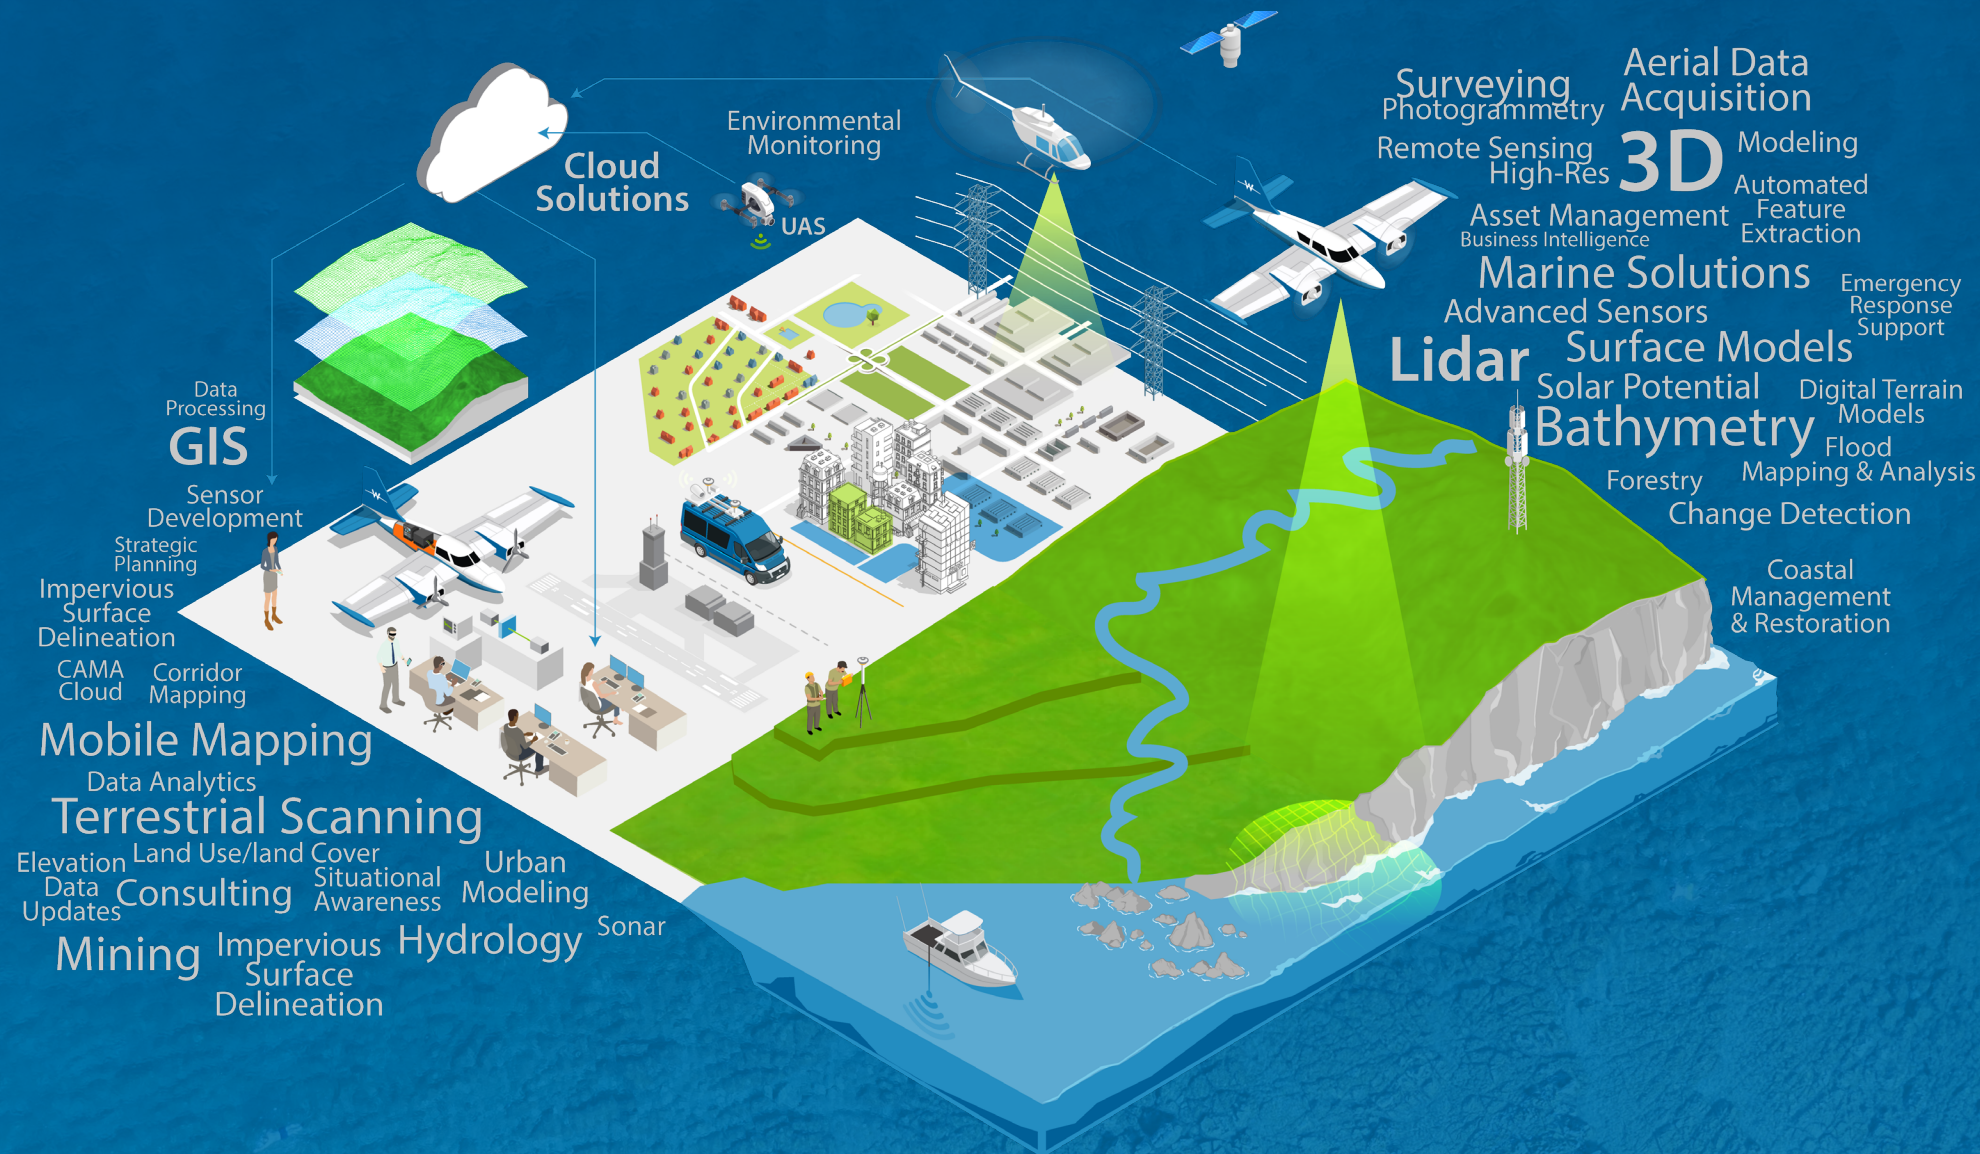 Environmental
Monitoring
Cloud
Solutions
UAS
Surveying
Photogrammetry
Aerial Data
Acquisition
Remote Sensing
High-Res
3D
Modeling
Automated
Feature
Extraction
Asset Management
Business Intelligence
Marine Solutions
Emergency
Response
Support
Advanced Sensors
Lidar
Surface Models
Solar Potential
Digital Terrain
Models
Bathymetry
Flood
Mapping & Analysis
Forestry
Change Detection
Coastal
Management
& Restoration
Data
Processing
GIS
Sensor
Development
Strategic
Planning
Impervious
Surface
Delineation
CAMA
Cloud
Corridor
Mapping
Mobile Mapping
Data Analytics
Terrestrial Scanning
Elevation
Data
Updates
Land Use/land Cover
Consulting
Situational
Awareness
Urban
Modeling
Mining
Impervious
Surface
Delineation
Hydrology
Sonar
W
W